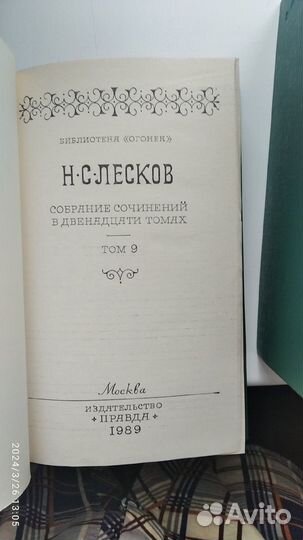 БИБЛИОТЕКА «ОГОНЕК»
Н·С·ЛЕСКОВ
СОБРАНИЕ СОЧИНЕНИЙ
В ДВЕНАДЦАТИ ТОМАХ
ТОМ 9
Москва
ИЗДАТЕЛЬСТВО
ПРАВДА
1989
2024/3/26 13:05
Avito